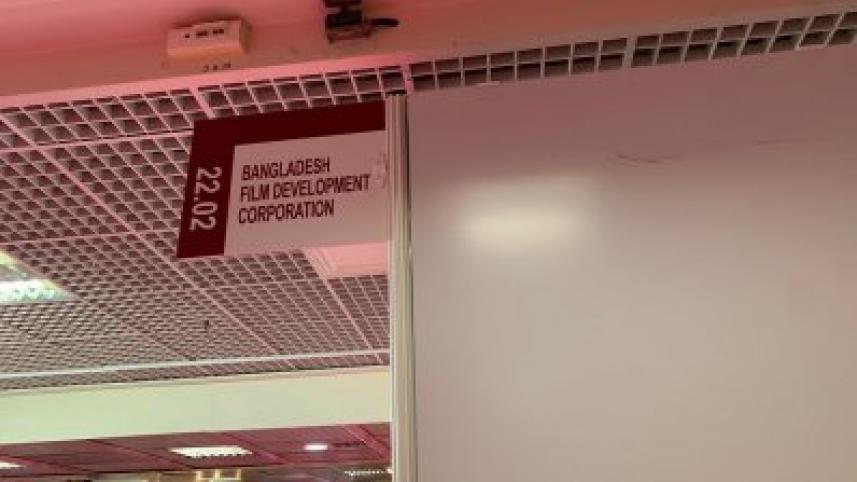 22.02
BANGLADESH
FILM DEVELOPMENT
CORPORATION